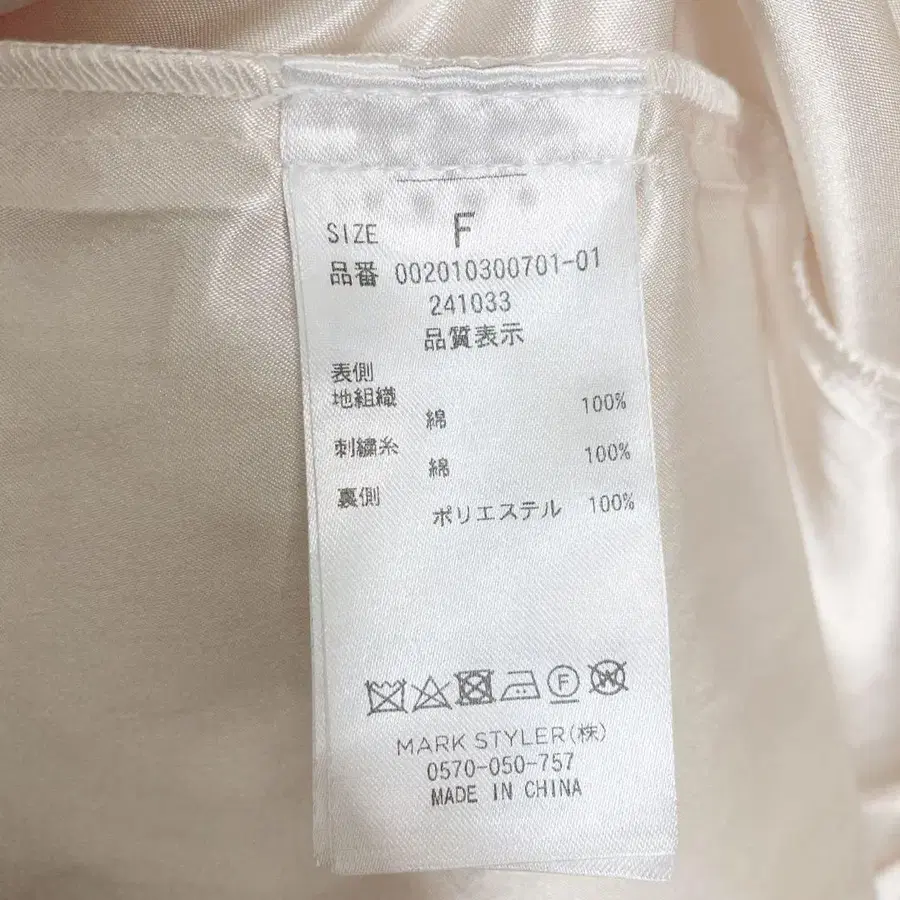 SIZE F
品番 002010300701-01
241033
品質表示
表側
地組織
綿 100%
刺繍糸
綿 100%
裏側
ポリエステル 100%
F W
MARK STYLER(株)
0570-050-757
MADE IN CHINA